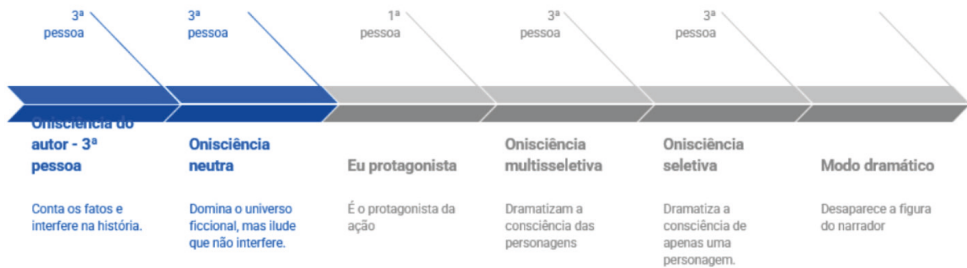 3ª
pessoa
3ª
pessoa
1ª
pessoa
3ª
pessoa
3ª
pessoa
Onisciência do
autor - 3ª
pessoa
Conta os fatos e
interfere na história.
Onisciência
neutra
Domina o universo
ficcional, mas ilude
que não interfere.
Eu protagonista
É o protagonista da
ação
Onisciência
multisseletiva
Dramatizam a
consciência das
personagens
Onisciência
seletiva
Dramatiza a
consciência de
apenas uma
personagem.
Modo dramático
Desaparece a figura
do narrador